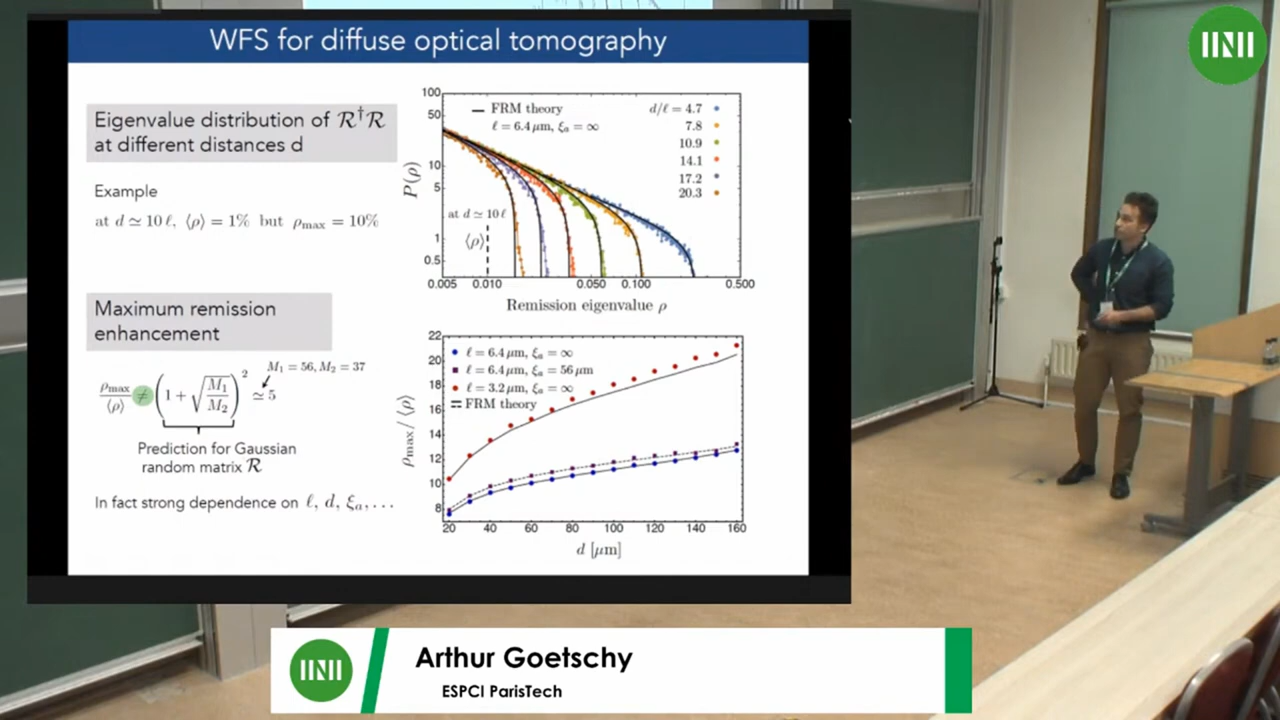 WFS for diffuse optical tomography
Eigenvalue distribution of ℛ†ℛ
at different distances d
Example
at d ≃ 10 ℓ, ⟨ρ⟩ = 1% but ρmax = 10%
Maximum remission
enhancement
M₁ = 56, M₂ = 37
ρmax/⟨ρ⟩ ≠ (1 + √(M₁/M₂))² ≃ 5
Prediction for Gaussian
random matrix ℛ
In fact strong dependence on ℓ, d, ξₐ, . . .
P(ρ)
100
50
10
5
1
0.5
FRM theory
ℓ = 6.4 μm, ξₐ = ∞
d/ℓ = 4.7
7.8
10.9
14.1
17.2
20.3
at d ≃ 10ℓ
⟨ρ⟩
0.005 0.010 0.050 0.100 0.500
Remission eigenvalue ρ
ρmax/ ⟨ρ⟩
22
20
18
16
14
12
10
8
ℓ = 6.4 μm, ξₐ = ∞
ℓ = 6.4 μm, ξₐ = 56 μm
ℓ = 3.2 μm, ξₐ = ∞
FRM theory
20 40 60 80 100 120 140 160
d [μm]
Arthur Goetschy
ESPCI ParisTech